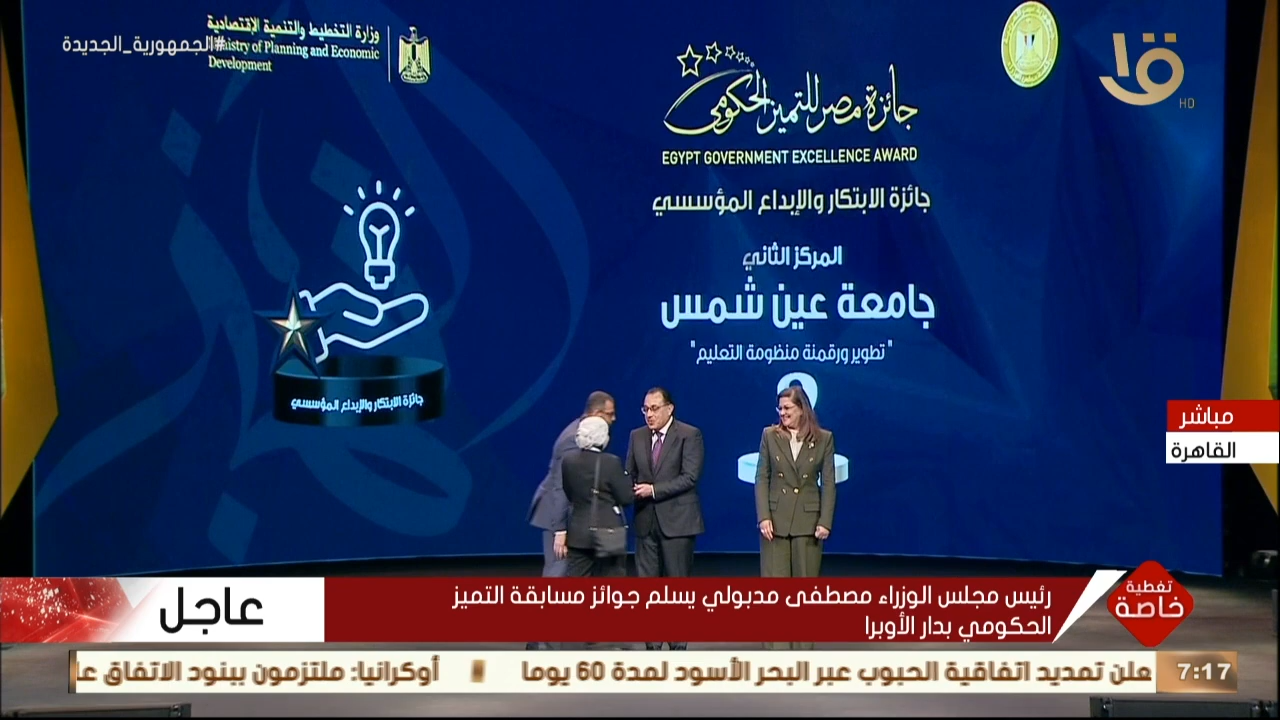 وزارة التخطيط والتنمية الإقتصادية
#الجمهورية_الجديدة
istry of Planning and Economic
Development
HD
جائزة مصر للتميز الحكومي
EGYPT GOVERNMENT EXCELLENCE AWARD
جائزة الابتكار والإبداع المؤسسي
المركز الثاني
جامعة عين شمس
"تطوير ورقمنة منظومة التعليم"
جائزة الابتكار والإبداع المؤسسي
مباشر
القاهرة
تغطية
خاصة
عاجل
رئيس مجلس الوزراء مصطفى مدبولي يسلم جوائز مسابقة التميز
الحكومي بدار الأوبرا
7:17
علن تمديد اتفاقية الحبوب عبر البحر الأسود لمدة 60 يوما أوكرانيا: ملتزمون ببنود الاتفاق عل